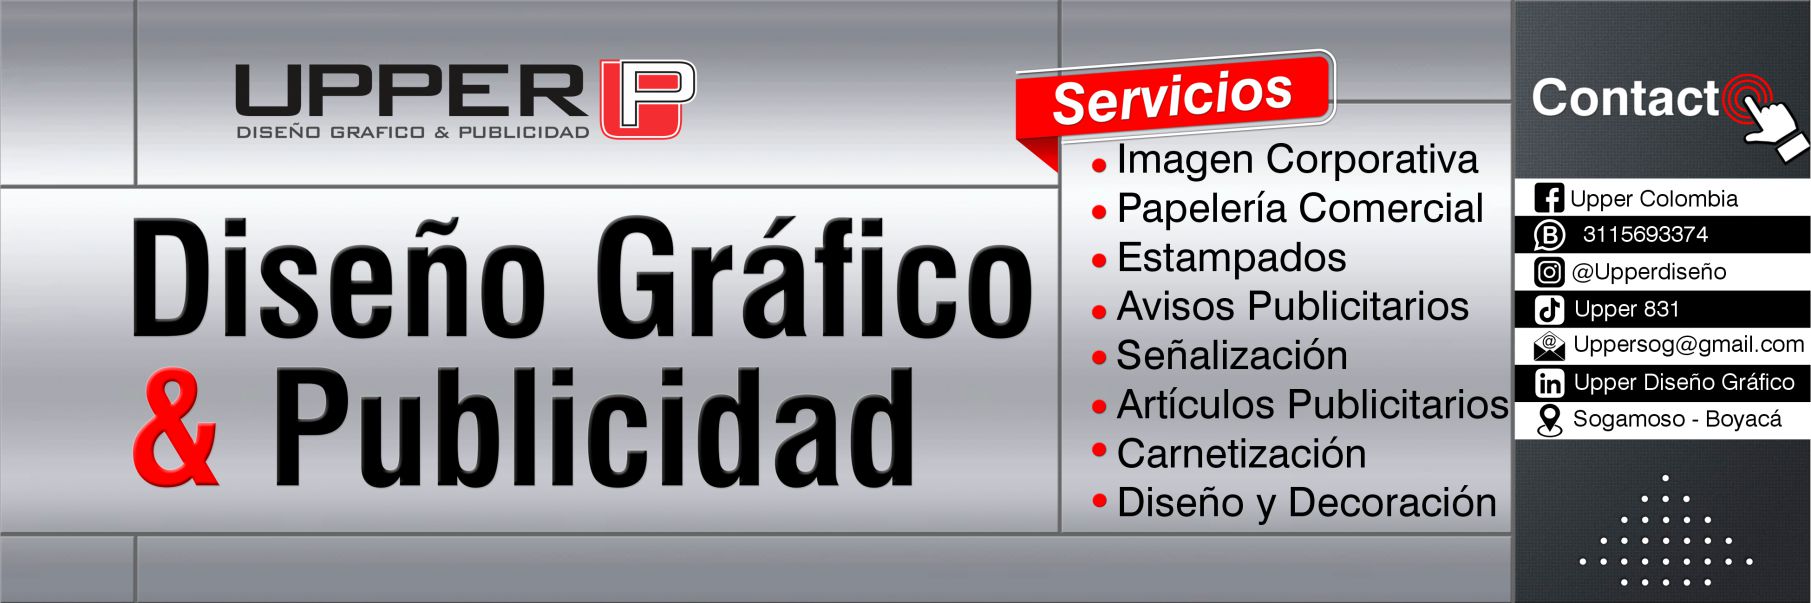 UPPER P
DISEÑO GRAFICO & PUBLICIDAD
Diseño Gráfico
& Publicidad
Servicios
Imagen Corporativa
Papelería Comercial
Estampados
Avisos Publicitarios
Señalización
Artículos Publicitarios
Carnetización
Diseño y Decoración
Contacto
Upper Colombia
3115693374
@Upperdiseño
Upper 831
Uppersog@gmail.com
Upper Diseño Gráfico
Sogamoso - Boyacá